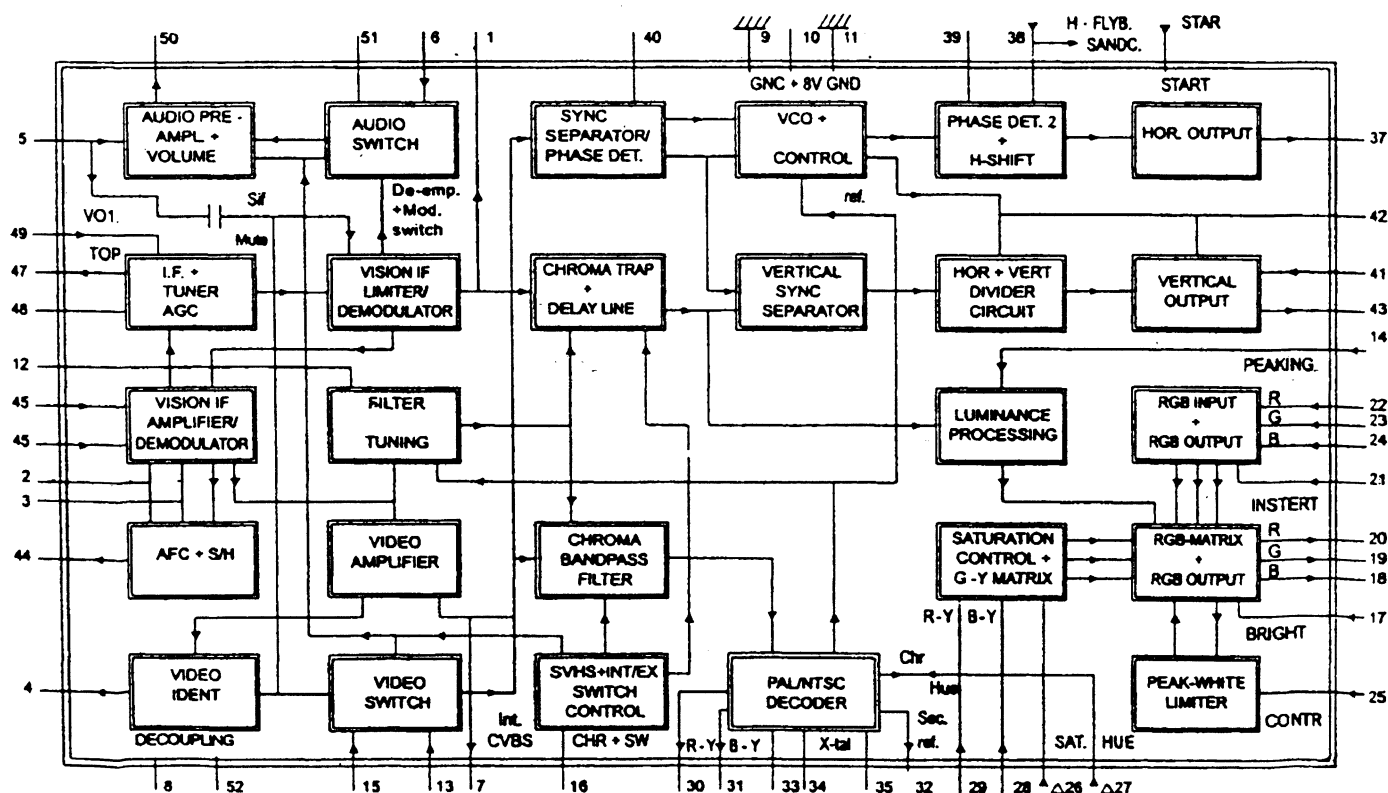 H - FLYB. STAR
50 51 6 1 40 9 10 11 39 38 SANDC.
GNC + 8V GND START
AUDIO PRE - AMPL + VOLUME
AUDIO SWITCH
SYNC SEPARATOR/ PHASE DET.
VCO + CONTROL
PHASE DET. 2 + H-SHIFT
HOR. OUTPUT
5 37
Sif
De-emp. +Mod. switch
ref.
VO1.
Mute
42
49
TOP
47 41
48 43
I.F. + TUNER AGC
VISION IF LIMITER/ DEMODULATOR
CHROMA TRAP + DELAY LINE
VERTICAL SYNC SEPARATOR
HOR + VERT DIVIDER CIRCUIT
VERTICAL OUTPUT
14
PEAKING.
12
45
45
VISION IF AMPLIFIER/ DEMODULATOR
FILTER TUNING
LUMINANCE PROCESSING
RGB INPUT + RGB OUTPUT
R 22
G 23
B 24
2 21
3
INSTERT
44
AFC + S/H
VIDEO AMPLIFIER
CHROMA BANDPASS FILTER
SATURATION CONTROL + G -Y MATRIX
RGB-MATRIX + RGB OUTPUT
R 20
G 19
B 18
R-Y B-Y
17
BRIGHT
4
VIDEO IDENT
VIDEO SWITCH
SVHS+INT/EX SWITCH CONTROL
PAL/NTSC DECODER
Chr
Hue
PEAK-WHITE LIMITER
25
CONTR
DECOUPLING
Int. CVBS
CHR + SW
R-Y B-Y
X-tal
Sec. ref.
SAT. HUE
8 52 15 13 7 16 30 31 33 34 35 32 29 28 △26 △27